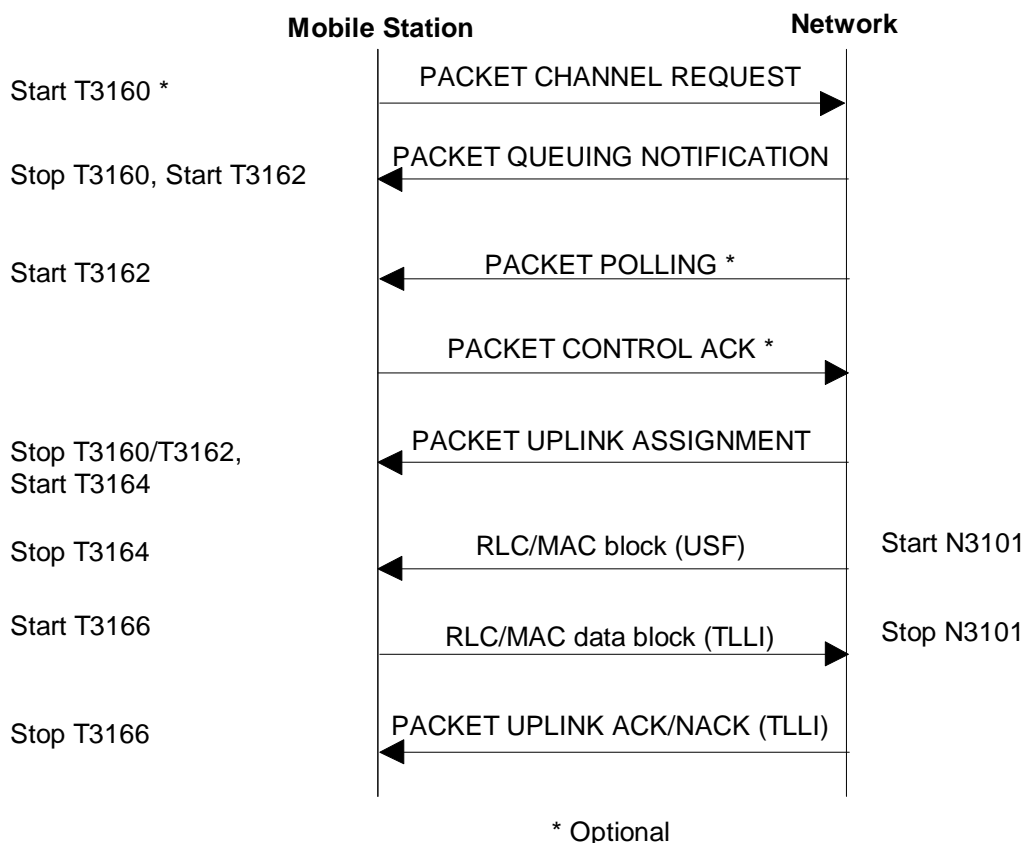 Mobile Station
Network
PACKET CHANNEL REQUEST
Start T3160 *
PACKET QUEUING NOTIFICATION
Stop T3160, Start T3162
PACKET POLLING *
Start T3162
PACKET CONTROL ACK *
PACKET UPLINK ASSIGNMENT
Stop T3160/T3162,
Start T3164
RLC/MAC block (USF)
Start N3101
Stop T3164
Start T3166
RLC/MAC data block (TLLI)
Stop N3101
PACKET UPLINK ACK/NACK (TLLI)
Stop T3166
* Optional